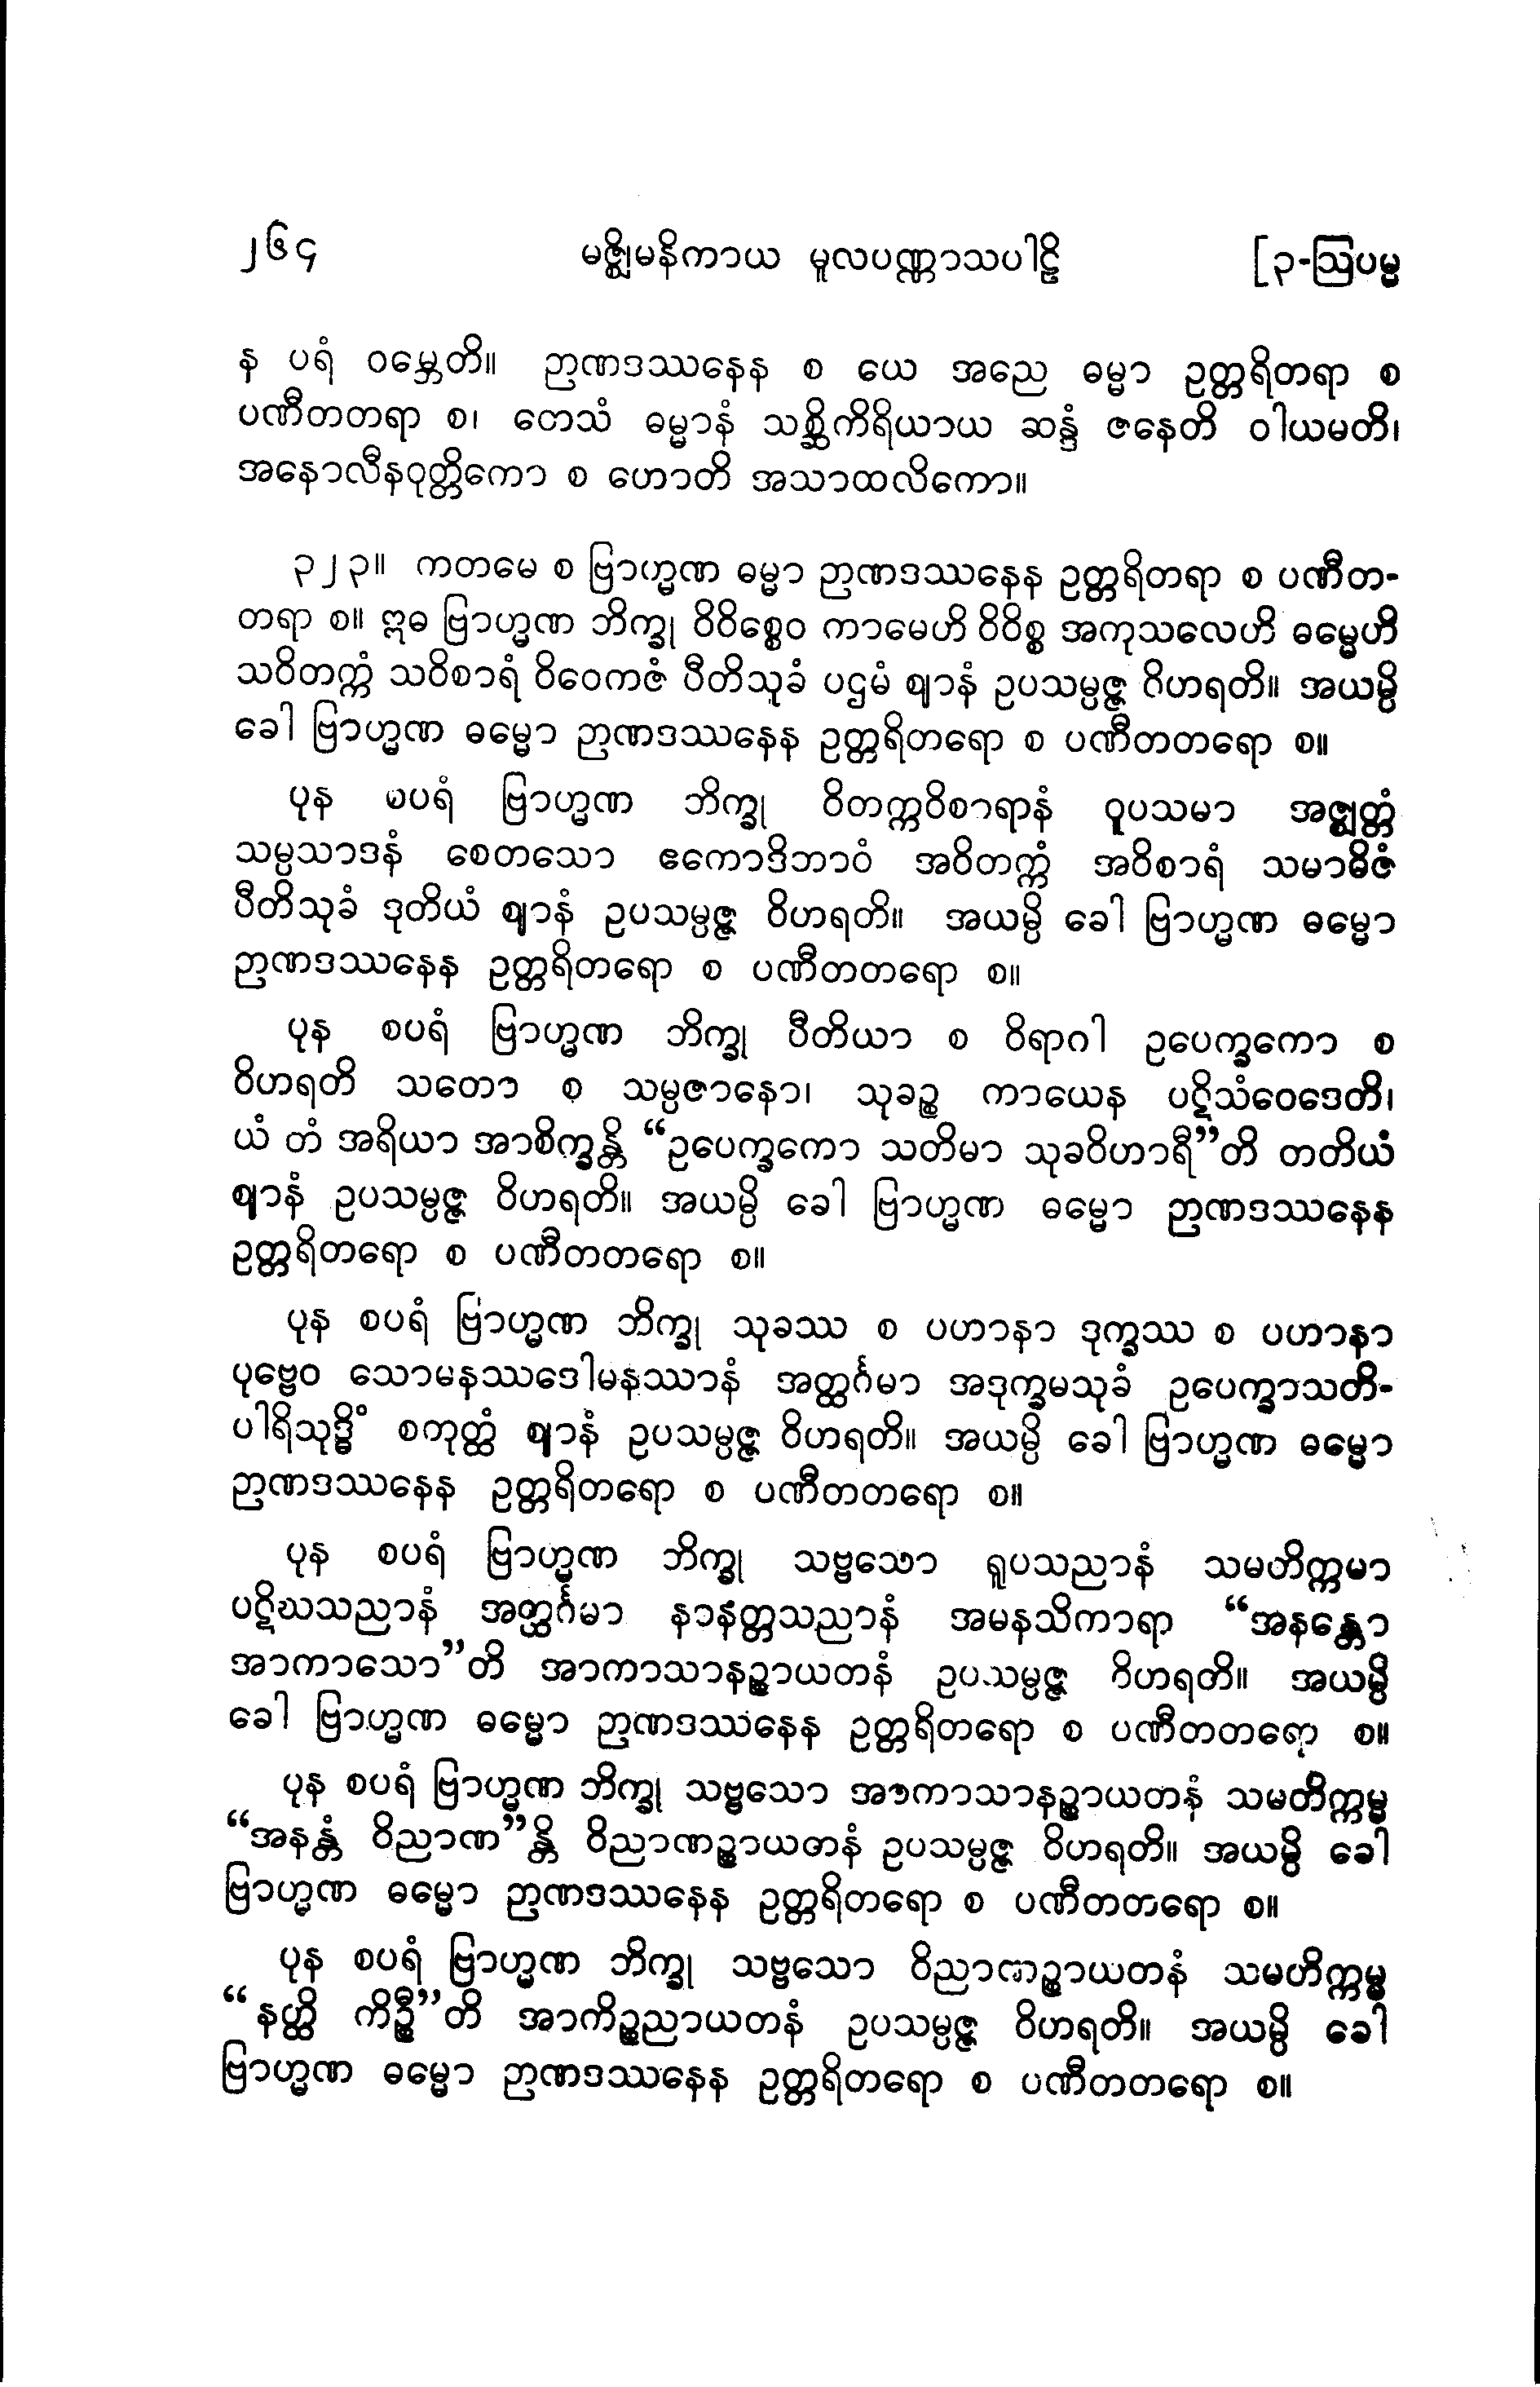 ၂၆၄ မဇ္ဈိမနိကာယ မူလပဏ္ဏာသပါဠိ [၃-ဩပမ္မ
န ပရံ ဝမ္ဘေတိ။ ဉာဏဒဿနေန စ ယေ အညေ ဓမ္မာ ဥတ္တရိတရာ စ
ပဏီတတရာ စ၊ တေသံ ဓမ္မာနံ သစ္ဆိကိရိယာယ ဆန္ဒံ ဇနေတိ ဝါယမတိ၊
အနောလီနဝုတ္တိကော စ ဟောတိ အသာထလိကော။
၃၂၃။ ကတမေ စ ဗြာဟ္မဏ ဓမ္မာ ဉာဏဒဿနေန ဥတ္တရိတရာ စ ပဏီတ-
တရာ စ။ ဣဓ ဗြာဟ္မဏ ဘိက္ခု ဝိဝိစ္စေဝ ကာမေဟိ ဝိဝိစ္စ အကုသလေဟိ ဓမ္မေဟိ
သဝိတက္ကံ သဝိစာရံ ဝိဝေကဇံ ပီတိသုခံ ပဌမံ ဈာနံ ဥပသမ္ပဇ္ဇ ဝိဟရတိ။ အယမ္ပိ
ခေါ ဗြာဟ္မဏ ဓမ္မော ဉာဏဒဿနေန ဥတ္တရိတရော စ ပဏီတတရော စ။
ပုန စပရံ ဗြာဟ္မဏ ဘိက္ခု ဝိတက္ကဝိစာရာနံ ဝူပသမာ အဇ္ဈတ္တံ
သမ္ပသာဒနံ စေတသော ဧကောဒိဘာဝံ အဝိတက္ကံ အဝိစာရံ သမာဓိဇံ
ပီတိသုခံ ဒုတိယံ ဈာနံ ဥပသမ္ပဇ္ဇ ဝိဟရတိ။ အယမ္ပိ ခေါ ဗြာဟ္မဏ ဓမ္မော
ဉာဏဒဿနေန ဥတ္တရိတရော စ ပဏီတတရော စ။
ပုန စပရံ ဗြာဟ္မဏ ဘိက္ခု ပီတိယာ စ ဝိရာဂါ ဥပေက္ခကော စ
ဝိဟရတိ သတော စ သမ္ပဇာနော၊ သုခဉ္စ ကာယေန ပဋိသံဝေဒေတိ၊
ယံ တံ အရိယာ အာစိက္ခန္တိ “ဥပေက္ခကော သတိမာ သုခဝိဟာရီ”တိ တတိယံ
ဈာနံ ဥပသမ္ပဇ္ဇ ဝိဟရတိ။ အယမ္ပိ ခေါ ဗြာဟ္မဏ ဓမ္မော ဉာဏဒဿနေန
ဥတ္တရိတရော စ ပဏီတတရော စ။
ပုန စပရံ ဗြာဟ္မဏ ဘိက္ခု သုခဿ စ ပဟာနာ ဒုက္ခဿ စ ပဟာနာ
ပုဗ္ဗေဝ သောမနဿဒေါမနဿာနံ အတ္ထင်္ဂမာ အဒုက္ခမသုခံ ဥပေက္ခာသတိ-
ပါရိသုဒ္ဓိံ စတုတ္ထံ ဈာနံ ဥပသမ္ပဇ္ဇ ဝိဟရတိ။ အယမ္ပိ ခေါ ဗြာဟ္မဏ ဓမ္မော
ဉာဏဒဿနေန ဥတ္တရိတရော စ ပဏီတတရော စ။
ပုန စပရံ ဗြာဟ္မဏ ဘိက္ခု သဗ္ဗသော ရူပသညာနံ သမတိက္ကမာ
ပဋိဃသညာနံ အတ္ထင်္ဂမာ နာနတ္တသညာနံ အမနသိကာရာ “အနန္တော
အာကာသော”တိ အာကာသာနဉ္စာယတနံ ဥပသမ္ပဇ္ဇ ဝိဟရတိ။ အယမ္ပိ
ခေါ ဗြာဟ္မဏ ဓမ္မော ဉာဏဒဿနေန ဥတ္တရိတရော စ ပဏီတတရော စ။
ပုန စပရံ ဗြာဟ္မဏ ဘိက္ခု သဗ္ဗသော အာကာသာနဉ္စာယတနံ သမတိက္ကမ္မ
“အနန္တံ ဝိညာဏ”န္တိ ဝိညာဏဉ္စာယတနံ ဥပသမ္ပဇ္ဇ ဝိဟရတိ။ အယမ္ပိ ခေါ
ဗြာဟ္မဏ ဓမ္မော ဉာဏဒဿနေန ဥတ္တရိတရော စ ပဏီတတရော စ။
ပုန စပရံ ဗြာဟ္မဏ ဘိက္ခု သဗ္ဗသော ဝိညာဏဉ္စာယတနံ သမတိက္ကမ္မ
“နတ္ထိ ကိဉ္စီ”တိ အာကိဉ္စညာယတနံ ဥပသမ္ပဇ္ဇ ဝိဟရတိ။ အယမ္ပိ ခေါ
ဗြာဟ္မဏ ဓမ္မော ဉာဏဒဿနေန ဥတ္တရိတရော စ ပဏီတတရော စ။